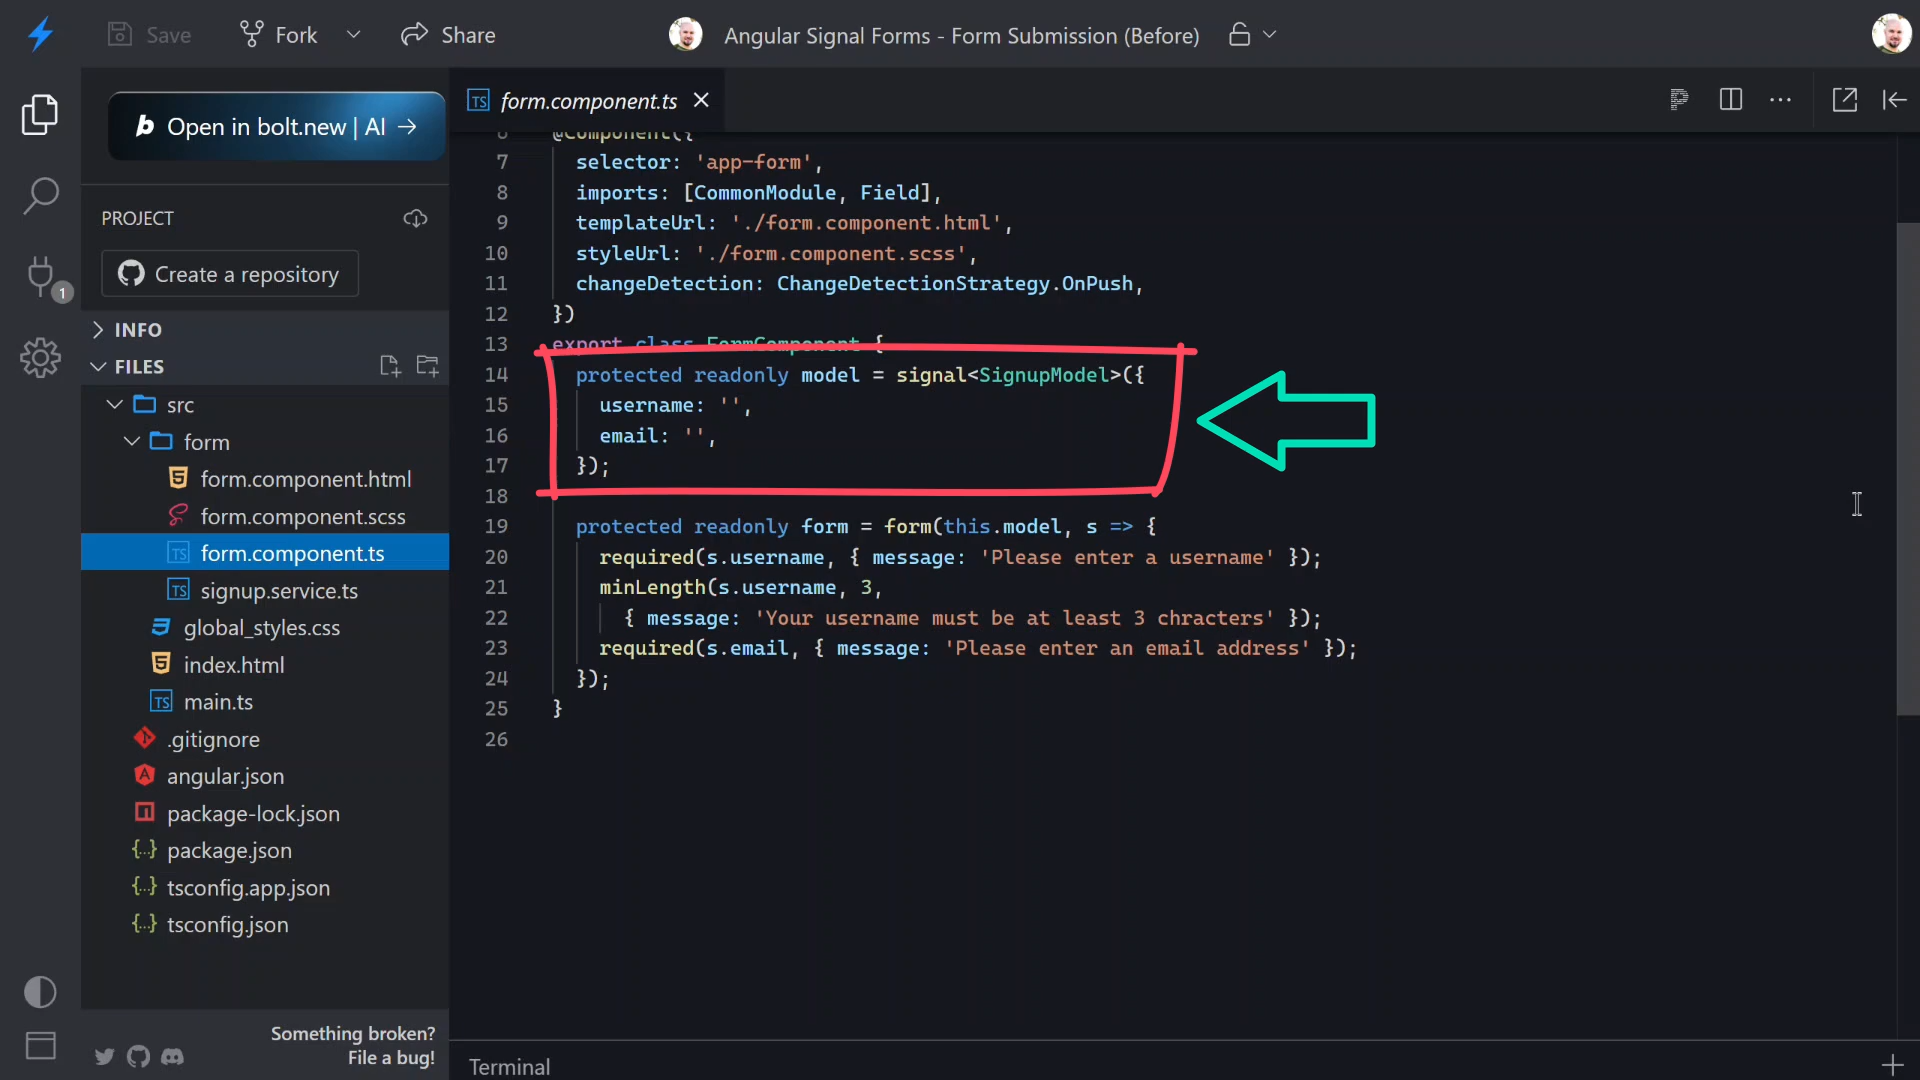 Save
Fork
Share
Angular Signal Forms - Form Submission (Before)
Open in bolt.new | AI →
PROJECT
Create a repository
1
INFO
FILES
src
form
form.component.html
form.component.scss
TS form.component.ts
TS signup.service.ts
global_styles.css
index.html
TS main.ts
.gitignore
angular.json
package-lock.json
{..} package.json
{..} tsconfig.app.json
{..} tsconfig.json
Something broken?
File a bug!
TS form.component.ts
6 @Component({
7 selector: 'app-form',
8 imports: [CommonModule, Field],
9 templateUrl: './form.component.html',
10 styleUrl: './form.component.scss',
11 changeDetection: ChangeDetectionStrategy.OnPush,
12 })
13 export class FormComponent {
14 protected readonly model = signal<SignupModel>({
15 username: '',
16 email: '',
17 });
18
19 protected readonly form = form(this.model, s => {
20 required(s.username, { message: 'Please enter a username' });
21 minLength(s.username, 3,
22 { message: 'Your username must be at least 3 chracters' });
23 required(s.email, { message: 'Please enter an email address' });
24 });
25 }
26
Terminal